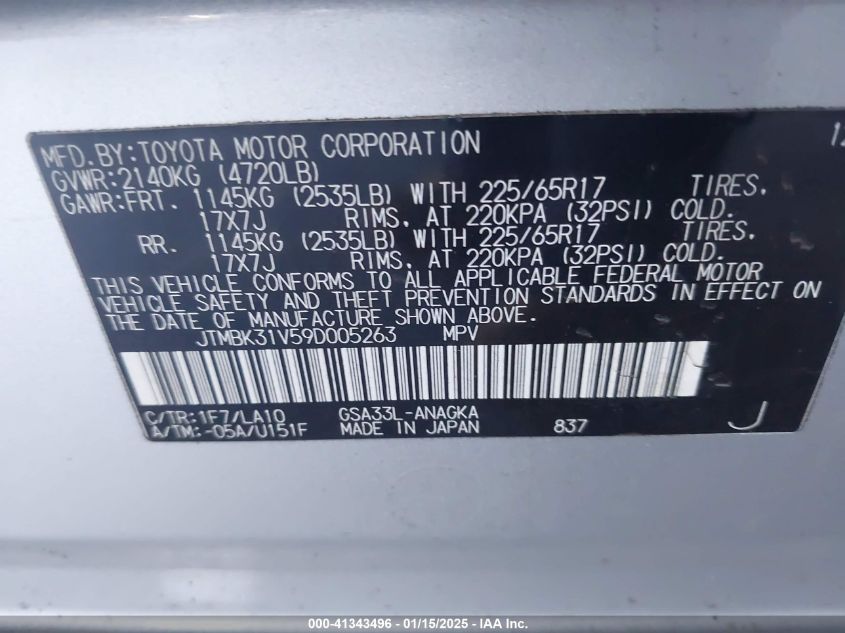 MFD.BY:TOYOTA MOTOR CORPORATION
GVWR:2140KG (4720LB)
GAWR:FRT. 1145KG (2535LB) WITH 225/65R17 TIRES,
17X7J RIMS, AT 220KPA (32PSI) COLD.
RR. 1145KG (2535LB) WITH 225/65R17 TIRES,
17X7J RIMS, AT 220KPA (32PSI) COLD.
THIS VEHICLE CONFORMS TO ALL APPLICABLE FEDERAL MOTOR
VEHICLE SAFETY AND THEFT PREVENTION STANDARDS IN EFFECT ON
THE DATE OF MANUFACTURE SHOWN ABOVE.
JTMBK31V59D005263 MPV
C/TR:1F7/LA10 GSA33L-ANAGKA
A/TM:-05A/U151F MADE IN JAPAN 837 J
000-41343496 - 01/15/2025 - IAA Inc.